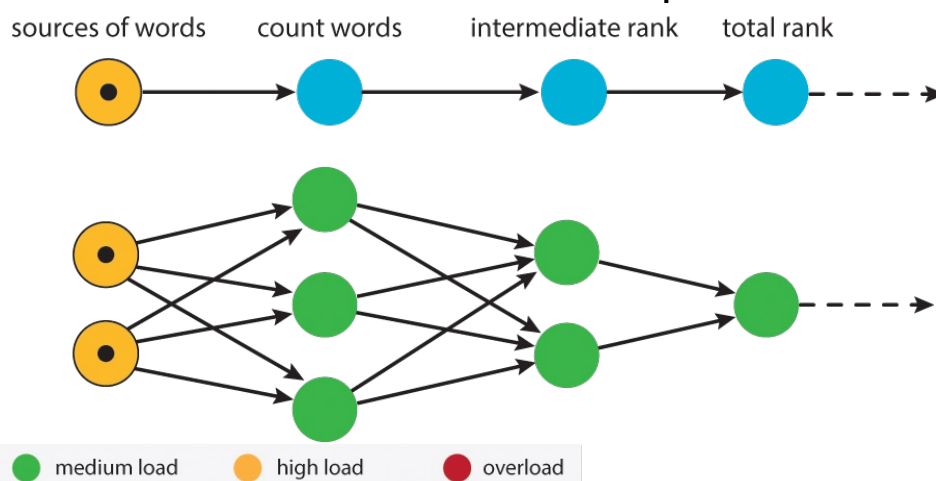 sources of words count words intermediate rank total rank
medium load high load overload